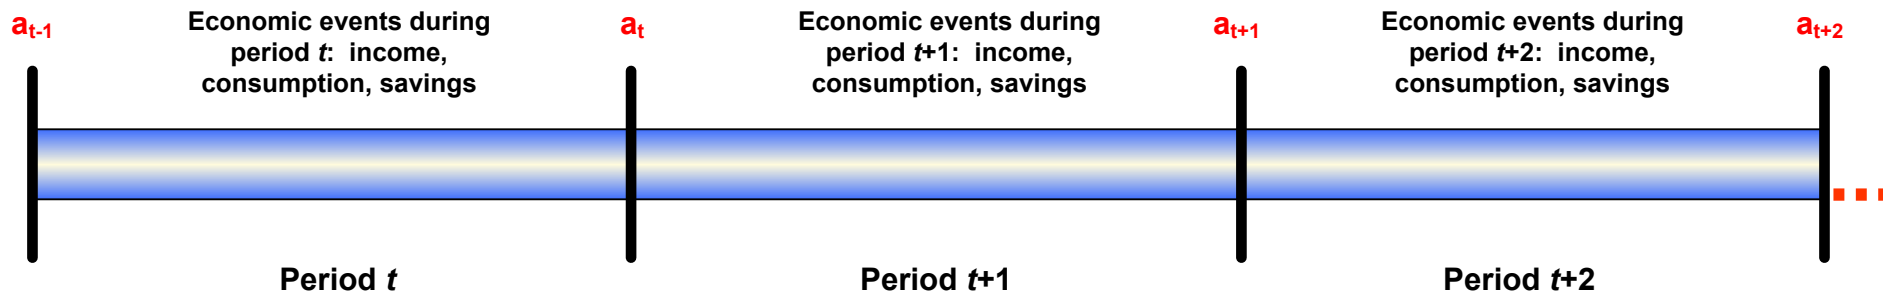 a_{t-1}
Economic events during
period t: income,
consumption, savings
a_t
Economic events during
period t+1: income,
consumption, savings
a_{t+1}
Economic events during
period t+2: income,
consumption, savings
a_{t+2}
Period t
Period t+1
Period t+2